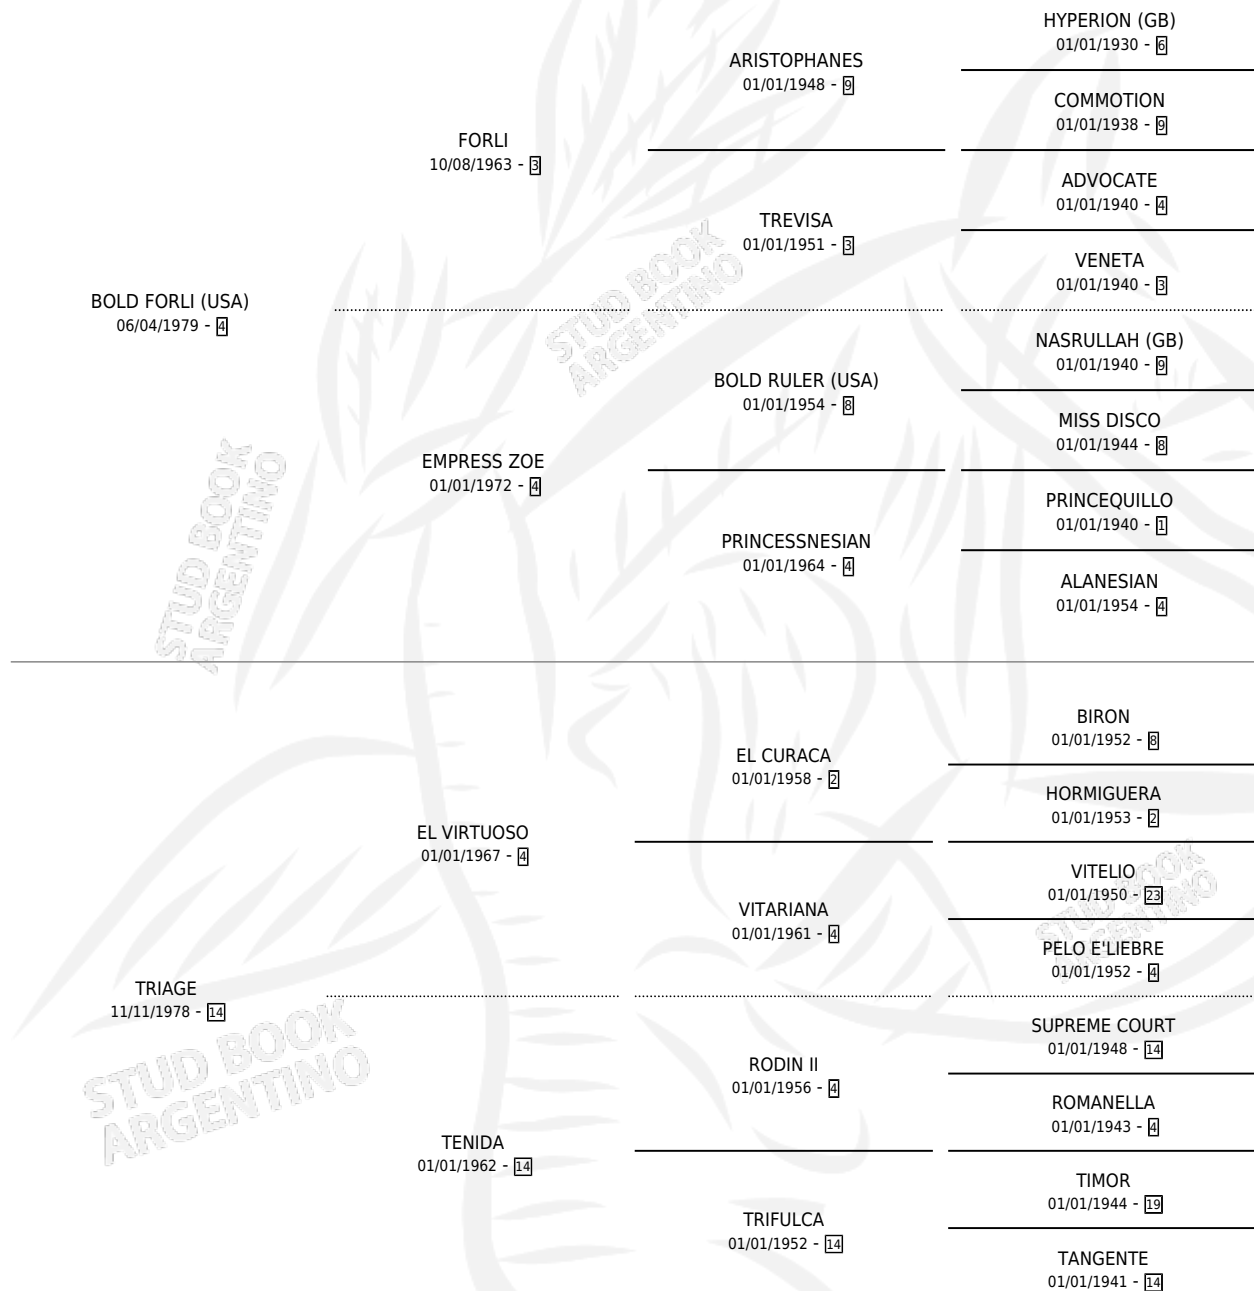 HYPERION (GB)
01/01/1930 - 6
ARISTOPHANES
01/01/1948 - 9
COMMOTION
01/01/1938 - 9
FORLI
10/08/1963 - 3
ADVOCATE
01/01/1940 - 4
TREVISA
01/01/1951 - 3
VENETA
01/01/1940 - 3
BOLD FORLI (USA)
06/04/1979 - 4
STUD BOOK
ARGENTINO
NASRULLAH (GB)
01/01/1940 - 9
BOLD RULER (USA)
01/01/1954 - 8
MISS DISCO
01/01/1944 - 8
EMPRESS ZOE
01/01/1972 - 4
PRINCEQUILLO
01/01/1940 - 1
PRINCESSNESIAN
01/01/1964 - 4
ALANESIAN
01/01/1954 - 4
STUD BOOK
ARGENTINO
BIRON
01/01/1952 - 8
EL CURACA
01/01/1958 - 2
HORMIGUERA
01/01/1953 - 2
EL VIRTUOSO
01/01/1967 - 4
VITELIO
01/01/1950 - 23
VITARIANA
01/01/1961 - 4
PELO E'LIEBRE
01/01/1952 - 4
STUD BOOK
ARGENTINO
TRIAGE
11/11/1978 - 14
SUPREME COURT
01/01/1948 - 14
RODIN II
01/01/1956 - 4
ROMANELLA
01/01/1943 - 4
STUD BOOK
ARGENTINO
TENIDA
01/01/1962 - 14
TIMOR
01/01/1944 - 19
TRIFULCA
01/01/1952 - 14
TANGENTE
01/01/1941 - 14